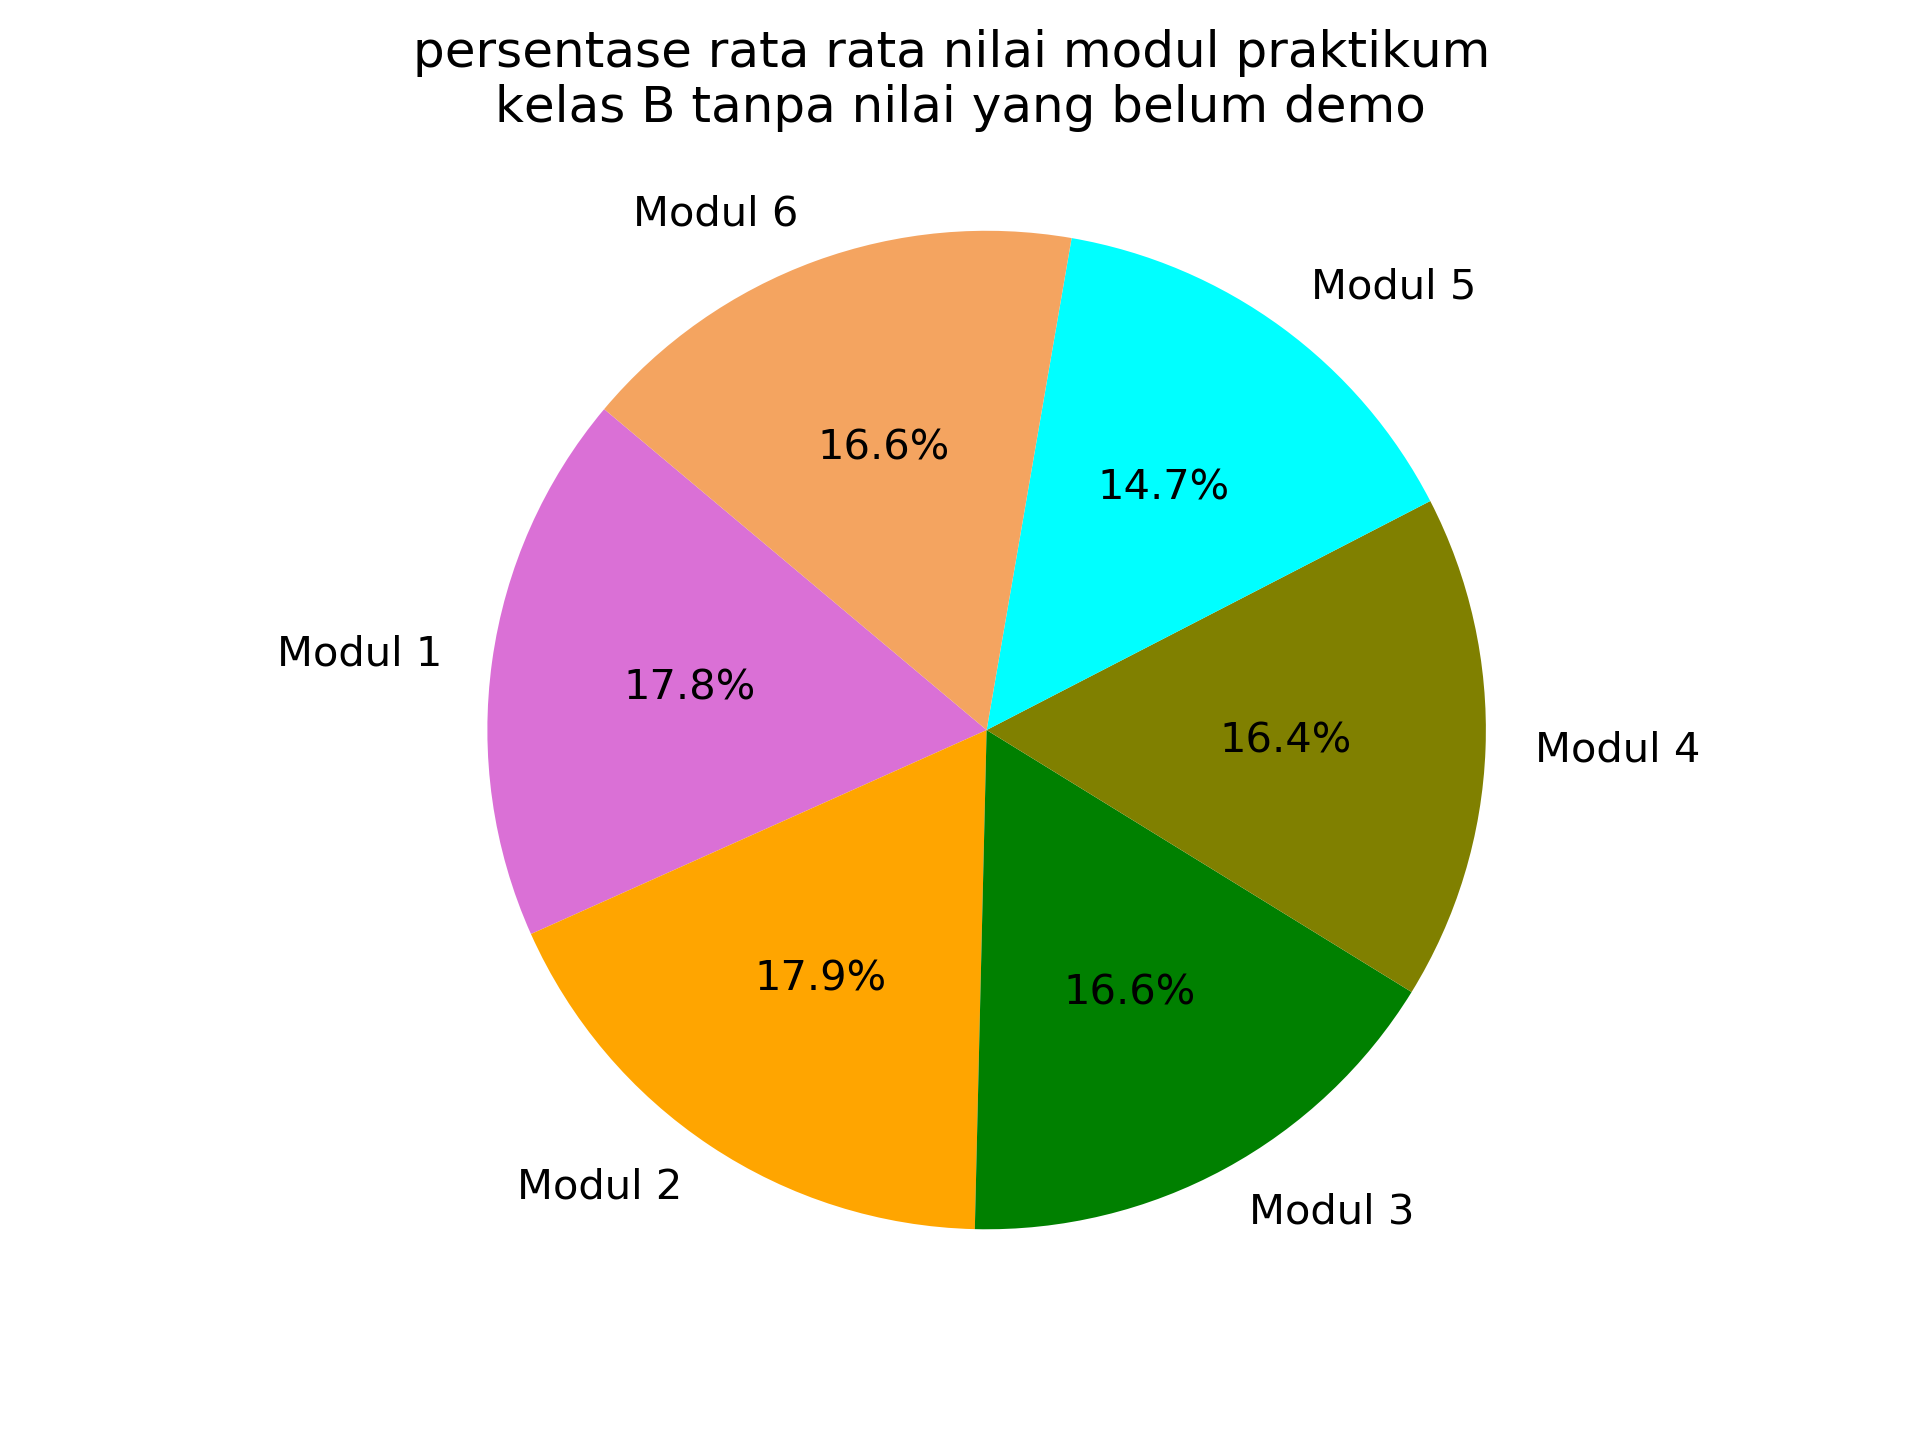 persentase rata rata nilai modul praktikum
kelas B tanpa nilai yang belum demo
Modul 6
Modul 5
16.6%
14.7%
Modul 1
17.8%
16.4%
Modul 4
17.9%
16.6%
Modul 2
Modul 3